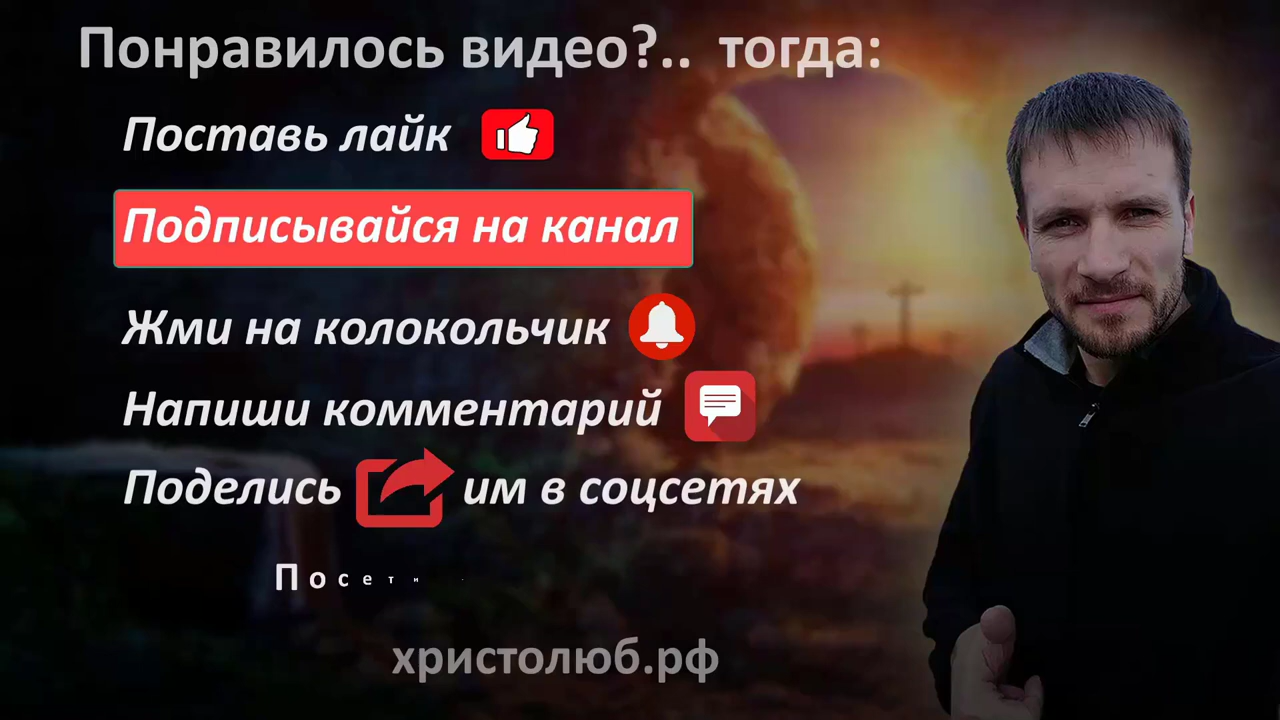 Понравилось видео?.. тогда:
Поставь лайк
Подписывайся на канал
Жми на колокольчик
Напиши комментарий
Поделись им в соцсетях
Посети
христолюб.рф